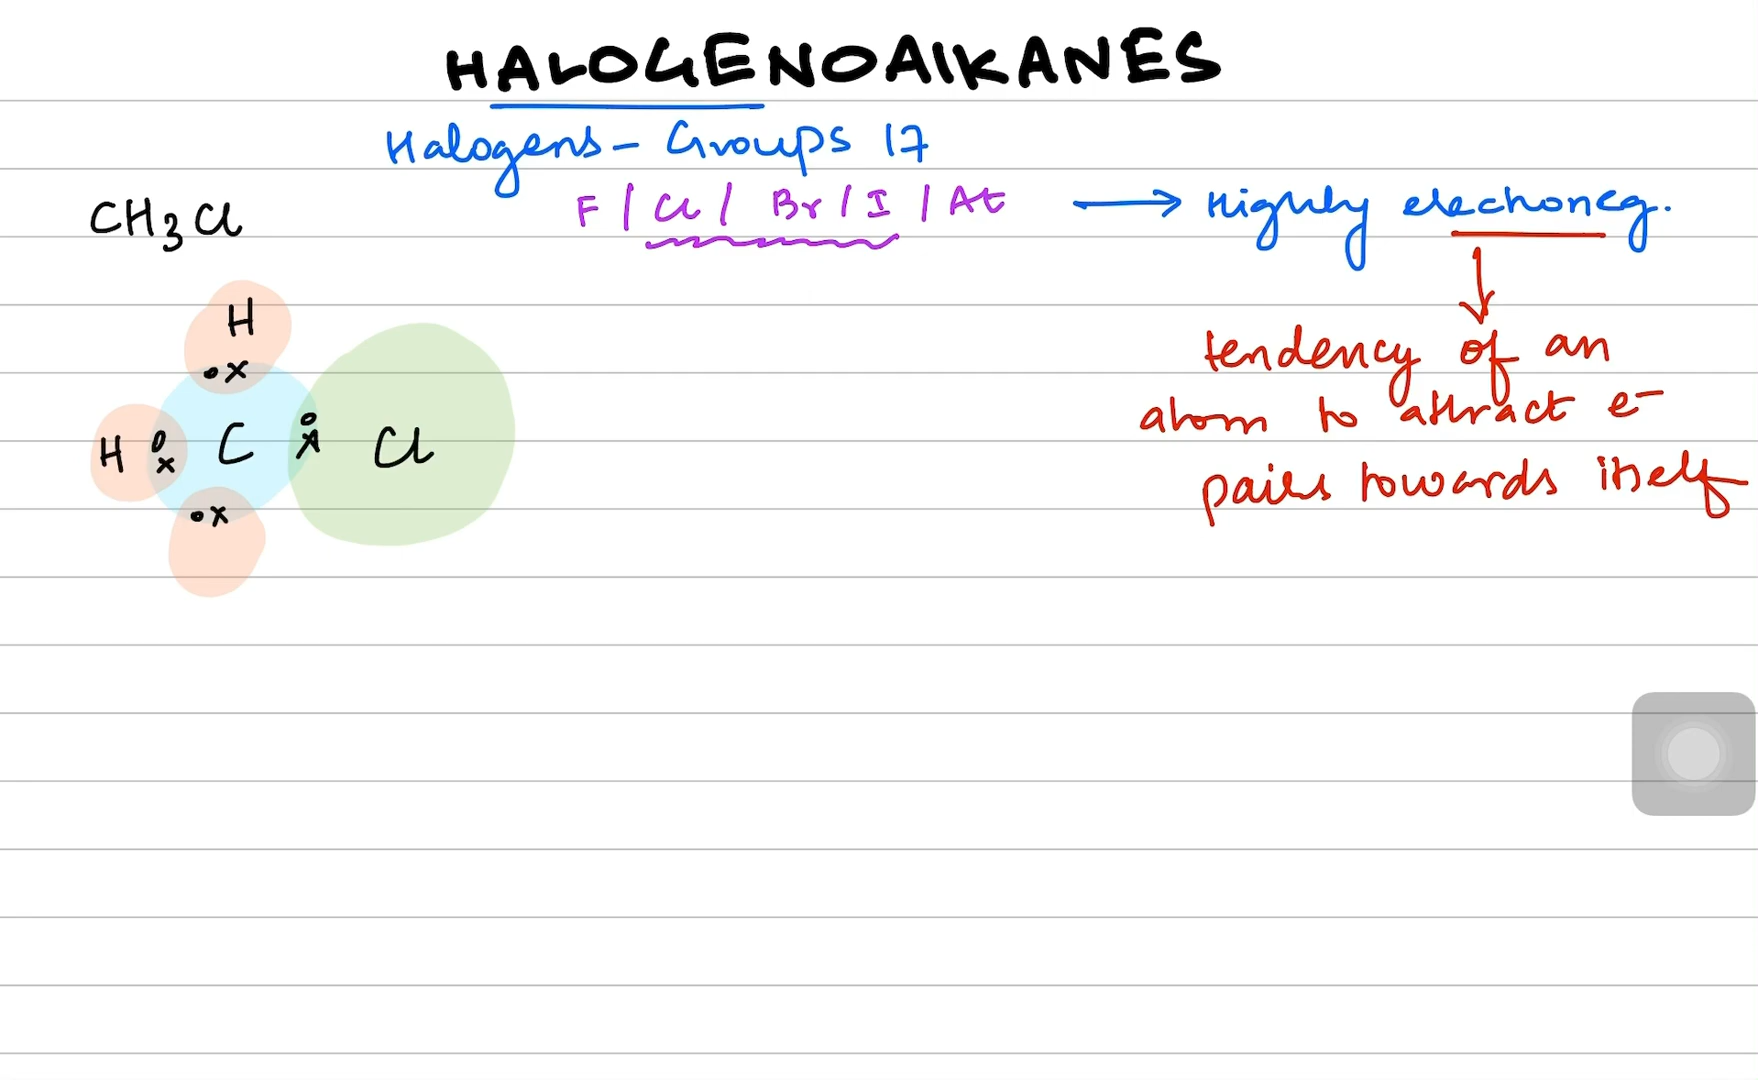 HALOGENOALKANES
Halogens - Groups 17
CH3Cl
F / Cl / Br / I / At → Highly electroneg.
tendency of an
atom to attract e-
pairs towards itself
H
•x
H o x C o x Cl
•x